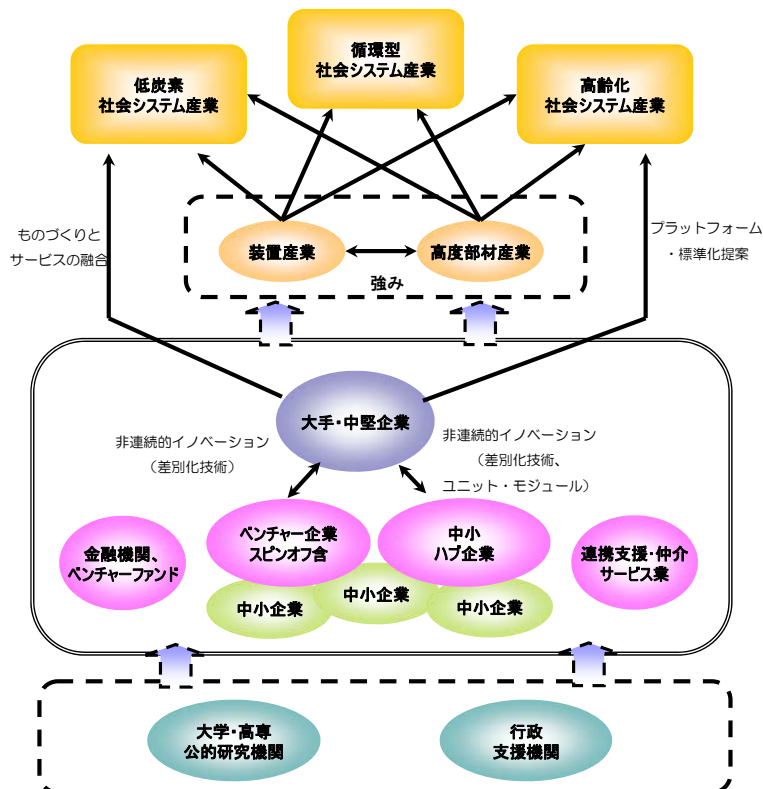 循環型
社会システム産業
低炭素
社会システム産業
高齢化
社会システム産業
ものづくりと
サービスの融合
プラットフォーム
・標準化提案
装置産業
高度部材産業
強み
大手・中堅企業
非連続的イノベーション
（差別化技術）
非連続的イノベーション
（差別化技術、
ユニット・モジュール）
ベンチャー企業
スピンオフ含
中小
ハブ企業
金融機関、
ベンチャーファンド
連携支援・仲介
サービス業
中小企業
中小企業
中小企業
大学・高専
公的研究機関
行政
支援機関